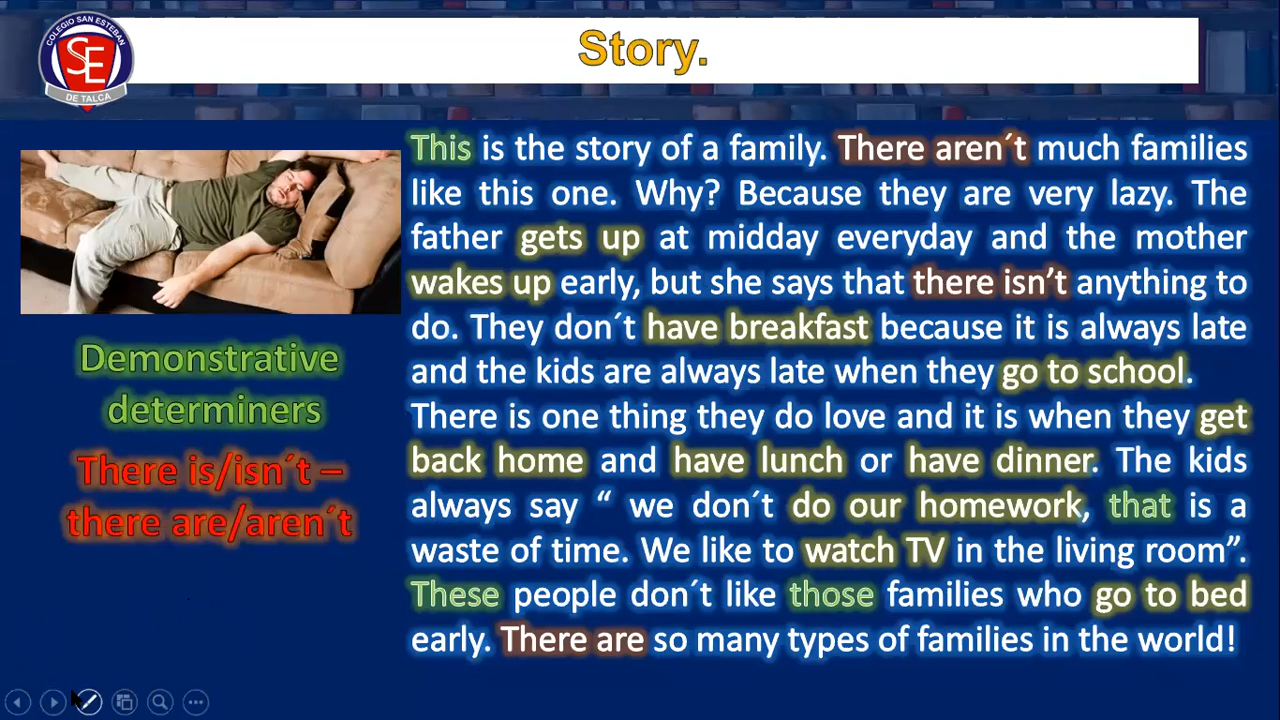 COLEGIO SAN ESTEBAN
SE
DE TALCA
Story.
Demonstrative
determiners
There is/isn´t –
there are/aren´t
This is the story of a family. There aren´t much families
like this one. Why? Because they are very lazy. The
father gets up at midday everyday and the mother
wakes up early, but she says that there isn’t anything to
do. They don´t have breakfast because it is always late
and the kids are always late when they go to school.
There is one thing they do love and it is when they get
back home and have lunch or have dinner. The kids
always say “ we don´t do our homework, that is a
waste of time. We like to watch TV in the living room”.
These people don´t like those families who go to bed
early. There are so many types of families in the world!